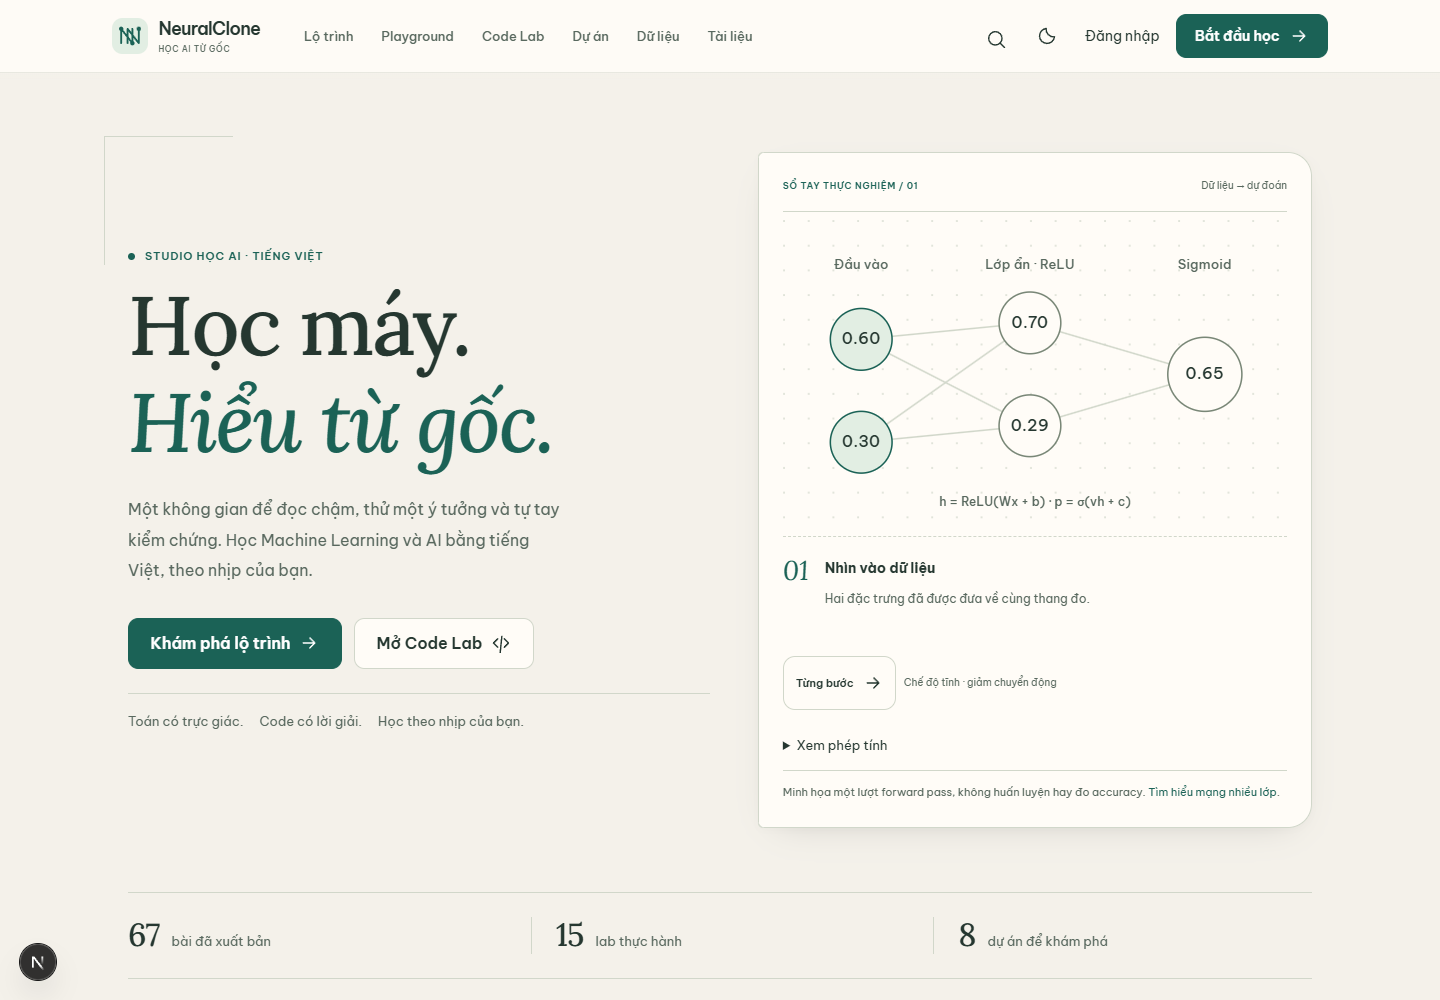 NeuralClone
HỌC AI TỪ GỐC
Lộ trình
Playground
Code Lab
Dự án
Dữ liệu
Tài liệu
Đăng nhập
Bắt đầu học →
STUDIO HỌC AI · TIẾNG VIỆT
Học máy.
Hiểu từ gốc.
Một không gian để đọc chậm, thử một ý tưởng và tự tay
kiểm chứng. Học Machine Learning và AI bằng tiếng
Việt, theo nhịp của bạn.
Khám phá lộ trình →
Mở Code Lab
Toán có trực giác. Code có lời giải. Học theo nhịp của bạn.
SỔ TAY THỰC NGHIỆM / 01
Dữ liệu → dự đoán
Đầu vào
Lớp ẩn · ReLU
Sigmoid
0.60
0.70
0.65
0.30
0.29
h = ReLU(Wx + b) · p = σ(vh + c)
01
Nhìn vào dữ liệu
Hai đặc trưng đã được đưa về cùng thang đo.
Từng bước →
Chế độ tĩnh · giảm chuyển động
▶ Xem phép tính
Minh họa một lượt forward pass, không huấn luyện hay đo accuracy. Tìm hiểu mạng nhiều lớp.
67 bài đã xuất bản
15 lab thực hành
8 dự án để khám phá
N